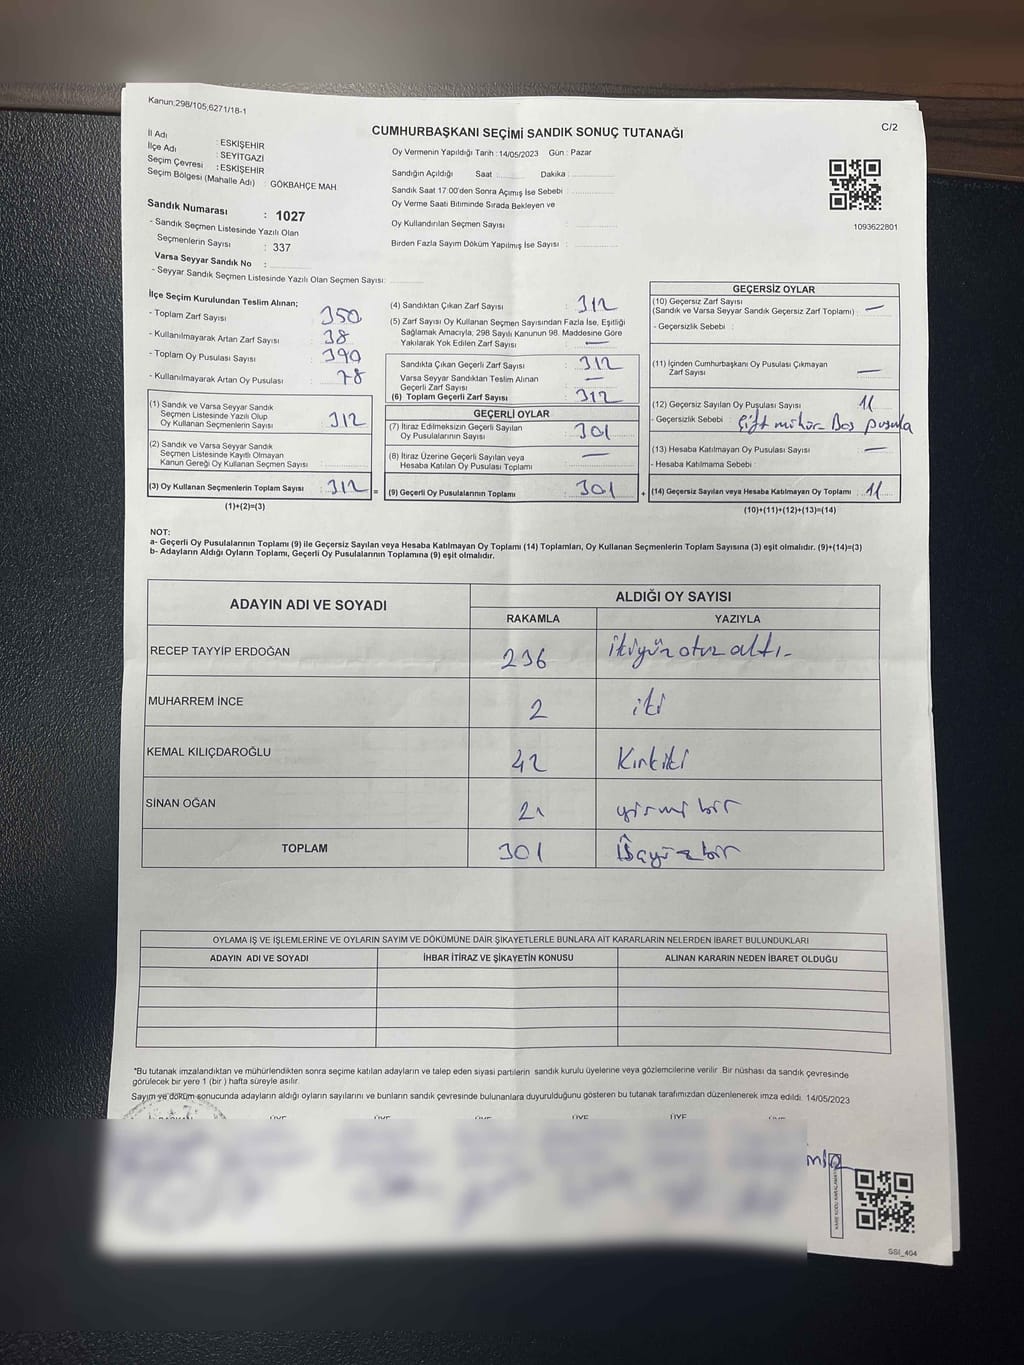 Kanun;298/105,6271/18-1
C/2
CUMHURBAŞKANI SEÇİMİ SANDIK SONUÇ TUTANAĞI
İl Adı : ESKİŞEHİR
İlçe Adı : SEYİTGAZİ
Seçim Çevresi : ESKİŞEHİR
Seçim Bölgesi (Mahalle Adı) : GÖKBAHÇE MAH.
Oy Vermenin Yapıldığı Tarih :14/05/2023 Gün : Pazar
Sandığın Açıldığı Saat : Dakika :
Sandık Saat 17:00'den Sonra Açılmış İse Sebebi :
Oy Verme Saati Bitiminde Sırada Bekleyen ve
Oy Kullandırılan Seçmen Sayısı :
Birden Fazla Sayım Döküm Yapılmış İse Sayısı :
1093622801
Sandık Numarası : 1027
- Sandık Seçmen Listesinde Yazılı Olan
Seçmenlerin Sayısı : 337
Varsa Seyyar Sandık No :
- Seyyar Sandık Seçmen Listesinde Yazılı Olan Seçmen Sayısı:
İlçe Seçim Kurulundan Teslim Alınan;
- Toplam Zarf Sayısı : 350
- Kullanılmayarak Artan Zarf Sayısı : 38
- Toplam Oy Pusulası Sayısı : 390
- Kullanılmayarak Artan Oy Pusulası : 78
(1) Sandık ve Varsa Seyyar Sandık
Seçmen Listesinde Yazılı Olup
Oy Kullanan Seçmenlerin Sayısı : 312
(2) Sandık ve Varsa Seyyar Sandık
Seçmen Listesinde Kayıtlı Olmayan
Kanun Gereği Oy Kullanan Seçmen Sayısı :
(3) Oy Kullanan Seçmenlerin Toplam Sayısı : 312 =
(1)+(2)=(3)
(4) Sandıktan Çıkan Zarf Sayısı : 312
(5) Zarf Sayısı Oy Kullanan Seçmen Sayısından Fazla İse, Eşitliği
Sağlamak Amacıyla; 298 Sayılı Kanunun 98. Maddesine Göre
Yakılarak Yok Edilen Zarf Sayısı : —
Sandıkta Çıkan Geçerli Zarf Sayısı : 312
Varsa Seyyar Sandıktan Teslim Alınan
Geçerli Zarf Sayısı : —
(6) Toplam Geçerli Zarf Sayısı : 312
GEÇERLİ OYLAR
(7) İtiraz Edilmeksizin Geçerli Sayılan
Oy Pusulalarının Sayısı : 301
(8) İtiraz Üzerine Geçerli Sayılan veya
Hesaba Katılan Oy Pusulası Toplamı : —
(9) Geçerli Oy Pusulalarının Toplamı : 301 +
GEÇERSİZ OYLAR
(10) Geçersiz Zarf Sayısı
(Sandık ve Varsa Seyyar Sandık Geçersiz Zarf Toplamı) : —
- Geçersizlik Sebebi :
(11) İçinden Cumhurbaşkanı Oy Pusulası Çıkmayan
Zarf Sayısı : —
(12) Geçersiz Sayılan Oy Pusulası Sayısı : 11
- Geçersizlik Sebebi : Çift mühür - Boş pusula
(13) Hesaba Katılmayan Oy Pusulası Sayısı : —
- Hesaba Katılmama Sebebi :
(14) Geçersiz Sayılan veya Hesaba Katılmayan Oy Toplamı : 11
(10)+(11)+(12)+(13)=(14)
NOT:
a- Geçerli Oy Pusulalarının Toplamı (9) ile Geçersiz Sayılan veya Hesaba Katılmayan Oy Toplamı (14) Toplamları, Oy Kullanan Seçmenlerin Toplam Sayısına (3) eşit olmalıdır. (9)+(14)=(3)
b- Adayların Aldığı Oyların Toplamı, Geçerli Oy Pusulalarının Toplamına (9) eşit olmalıdır.
ADAYIN ADI VE SOYADI
ALDIĞI OY SAYISI
RAKAMLA YAZIYLA
RECEP TAYYİP ERDOĞAN 236 ikiyüz otuz altı -
MUHARREM İNCE 2 iki
KEMAL KILIÇDAROĞLU 42 Kırkiki
SİNAN OĞAN 21 yirmi bir
TOPLAM 301 Üçyüzbir
OYLAMA İŞ VE İŞLEMLERİNE VE OYLARIN SAYIM VE DÖKÜMÜNE DAİR ŞİKAYETLERLE BUNLARA AİT KARARLARIN NELERDEN İBARET BULUNDUKLARI
ADAYIN ADI VE SOYADI İHBAR İTİRAZ VE ŞİKAYETİN KONUSU ALINAN KARARIN NEDEN İBARET OLDUĞU
*Bu tutanak imzalandıktan ve mühürlendikten sonra seçime katılan adayların ve talep eden siyasi partilerin sandık kurulu üyelerine veya gözlemcilerine verilir. Bir nüshası da sandık çevresinde
görülecek bir yere 1 (bir ) hafta süreyle asılır.
Sayım ve döküm sonucunda adayların aldığı oyların sayılarını ve bunların sandık çevresinde bulunanlara duyurulduğunu gösteren bu tutanak tarafımızdan düzenlenerek imza edildi. 14/05/2023
ÜYE ÜYE ÜYE ÜYE ÜYE ÜYE
SSI_404